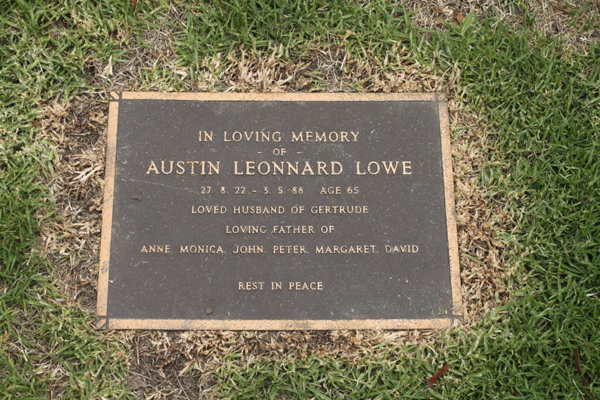 IN LOVING MEMORY
- OF -
AUSTIN LEONNARD LOWE
27. 8. 22 - 3. 5. 88 AGE 65
LOVED HUSBAND OF GERTRUDE
LOVING FATHER OF
ANNE, MONICA, JOHN, PETER, MARGARET, DAVID
REST IN PEACE